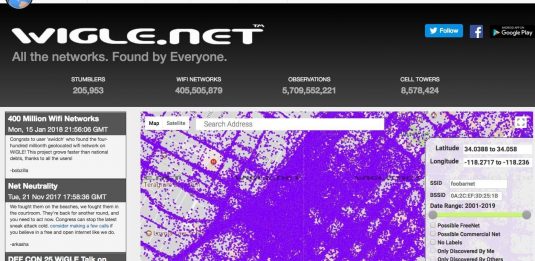 WIGLE.NET™
All the networks. Found by Everyone.
Follow
ANDROID APP ON
Google Play
STUMBLERS
WIFI NETWORKS
OBSERVATIONS
CELL TOWERS
205,953
405,505,879
5,709,552,221
8,578,424
400 Million Wifi Networks
Mon, 15 Jan 2018 21:56:06 GMT
who found the four-
hundred millionth geolocated wifi network on
WiGLE! This project grows faster than national
debts, thanks to all the users!
-bobzilla
Net Neutrality
Tue, 21 Nov 2017 17:58:36 GMT
We fought them on the beaches, we fought them in
the courtroom. They're back for another round, and
you need to act now. Congress can stop the latest
sneak attack cold. consider making a few calls if
you believe in a free and open internet like we do.
-arkasha
DEF CON 25 WiGLE Talk on
Map
Satellite
Search Address
Latitude
34.0388 to 34.058
Longitude
-118.2717 to -118.236
SSID
foobarnet
BSSID
0A:2C:EF:3D:25:1B
Date Range: 2001-2019
Possible FreeNet
Possible Commercial Net
No Labels
Only Discovered By Me
Only Discovered By Others